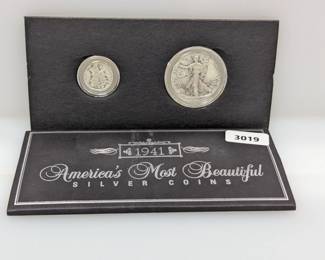 3019
1941
America's Most Beautiful
SILVER COINS